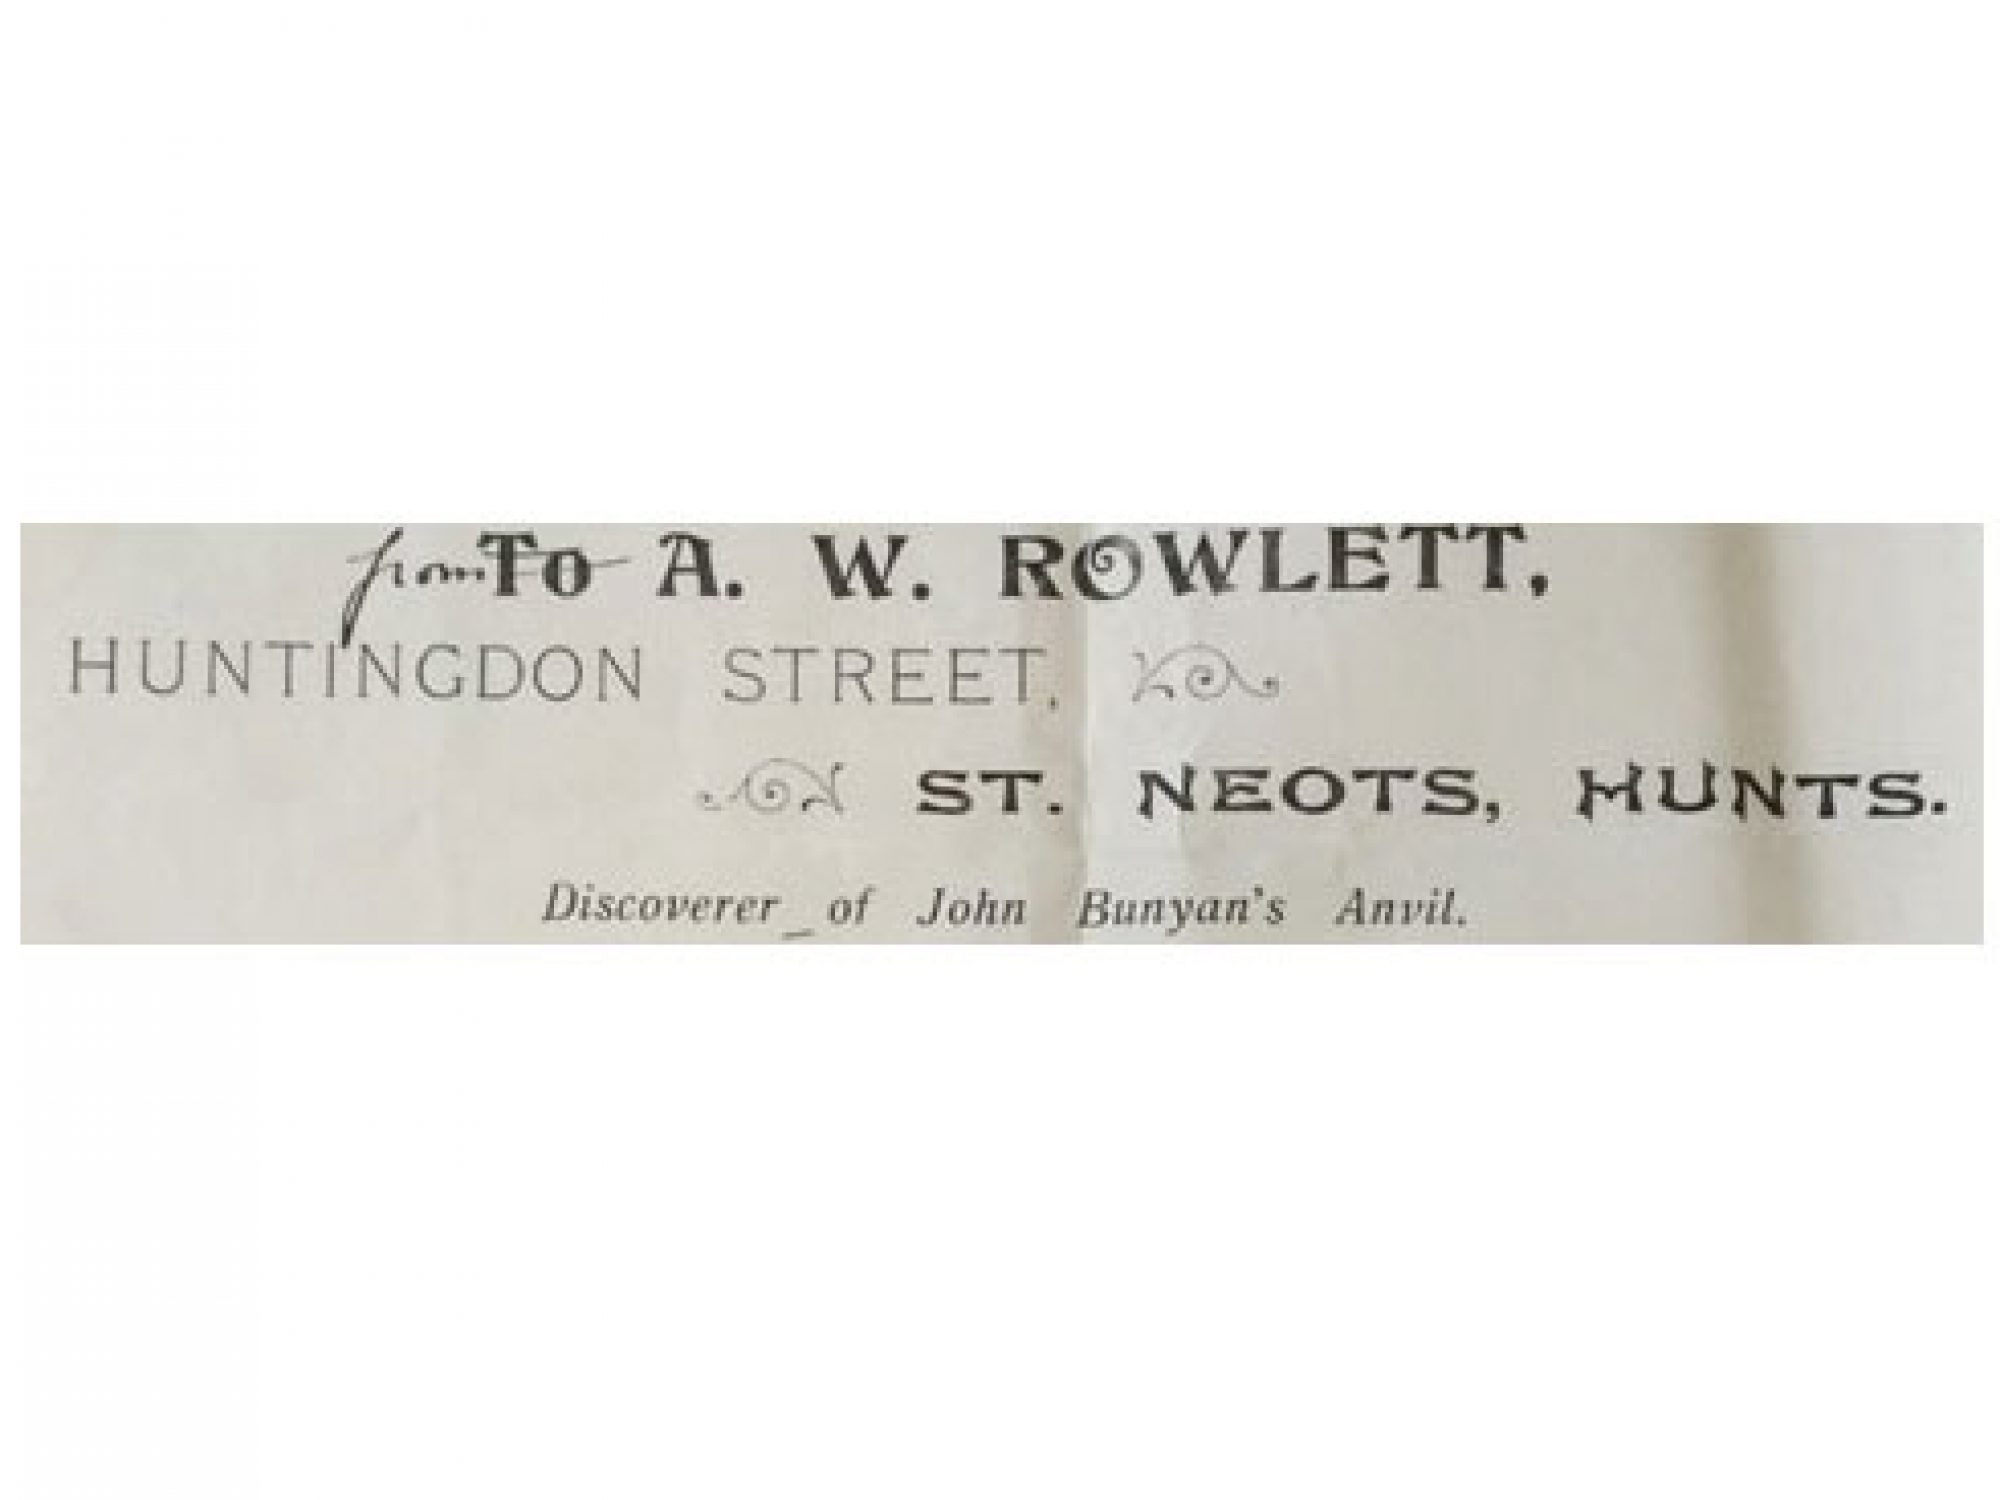 from To A. W. ROWLETT,
HUNTINGDON STREET,
ST. NEOTS, HUNTS.
Discoverer of John Bunyan's Anvil.